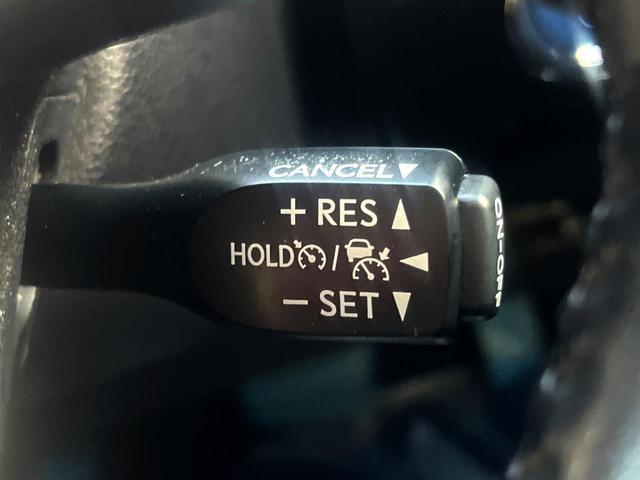 CANCEL▼
+ RES ▲
HOLD / ◀
− SET ▼
ON-OFF